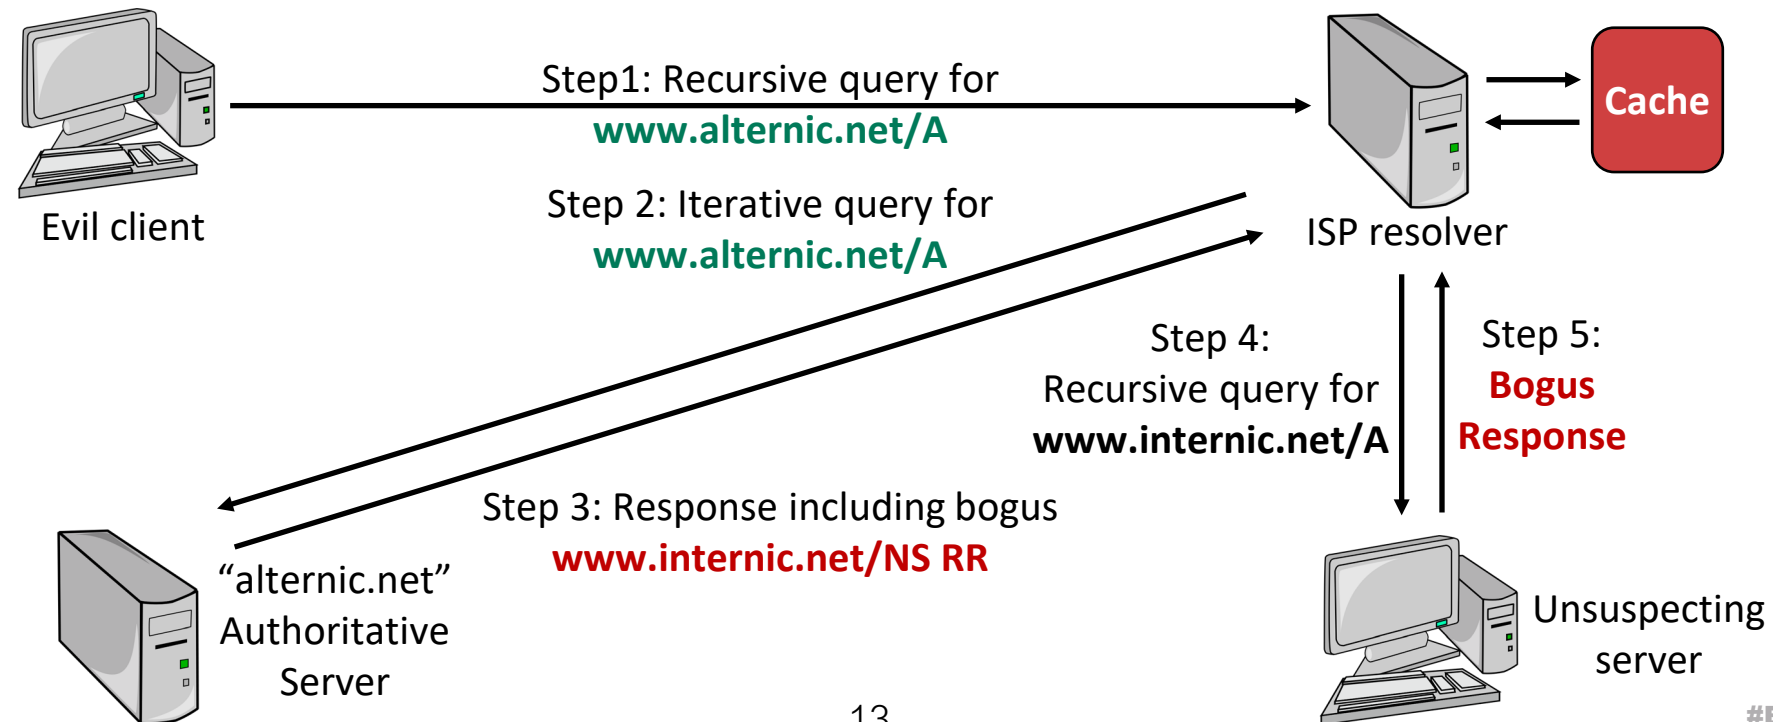 Step1: Recursive query for
www.alternic.net/A
Cache
Evil client
Step 2: Iterative query for
www.alternic.net/A
ISP resolver
Step 4:
Recursive query for
www.internic.net/A
Step 5:
Bogus
Response
Step 3: Response including bogus
www.internic.net/NS RR
“alternic.net”
Authoritative
Server
Unsuspecting
server
13